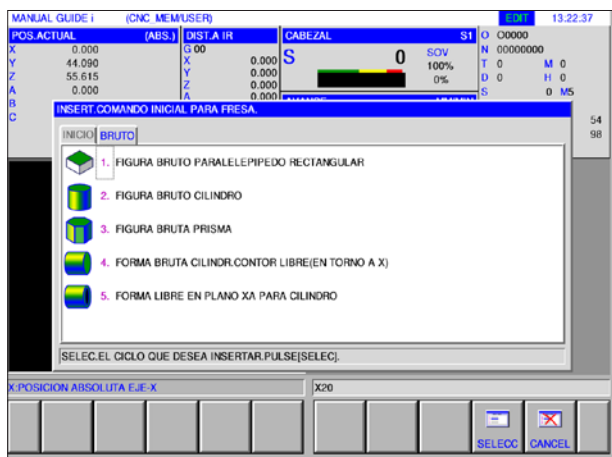 MANUAL GUIDE i (CNC_MEM/USER) EDIT 13:22:37
POS.ACTUAL (ABS.) DIST.A IR CABEZAL S1 O O0000
X 0.000 G 00 S 0 SOV N 00000000
Y 44.090 X 0.000 100% T 0 M 0
Z 55.615 Y 0.000 0% D 0 H 0
A 0.000 Z 0.000 S 0 M5
B A 0.000
C 54
98
INSERT.COMANDO INICIAL PARA FRESA.
INICIO BRUTO
1. FIGURA BRUTO PARALELEPIPEDO RECTANGULAR
2. FIGURA BRUTO CILINDRO
3. FIGURA BRUTA PRISMA
4. FORMA BRUTA CILINDR.CONTOR LIBRE(EN TORNO A X)
5. FORMA LIBRE EN PLANO XA PARA CILINDRO
SELEC.EL CICLO QUE DESEA INSERTAR.PULSE[SELEC].
X:POSICION ABSOLUTA EJE-X X20
SELECC CANCEL